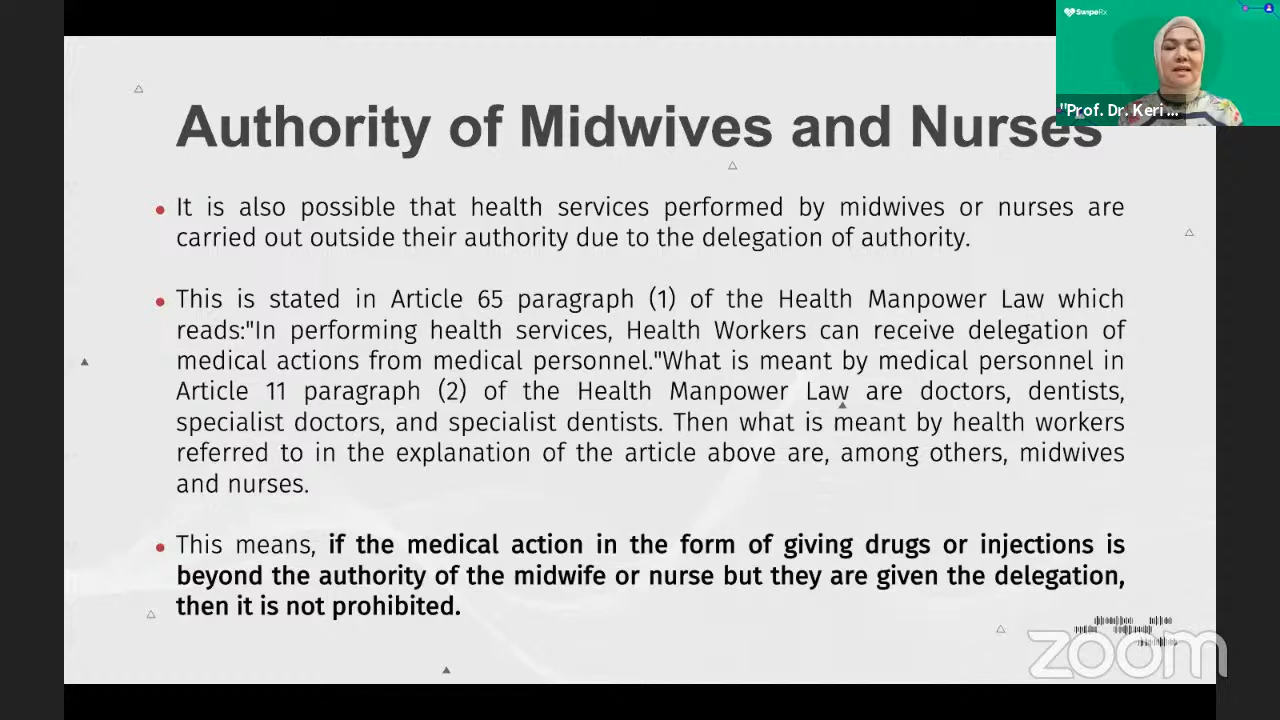 SwipeRx
"Prof. Dr. Keri ...
Authority of Midwives and Nurses
• It is also possible that health services performed by midwives or nurses are
carried out outside their authority due to the delegation of authority.
• This is stated in Article 65 paragraph (1) of the Health Manpower Law which
reads:"In performing health services, Health Workers can receive delegation of
medical actions from medical personnel."What is meant by medical personnel in
Article 11 paragraph (2) of the Health Manpower Law are doctors, dentists,
specialist doctors, and specialist dentists. Then what is meant by health workers
referred to in the explanation of the article above are, among others, midwives
and nurses.
• This means, if the medical action in the form of giving drugs or injections is
beyond the authority of the midwife or nurse but they are given the delegation,
then it is not prohibited.
zoom